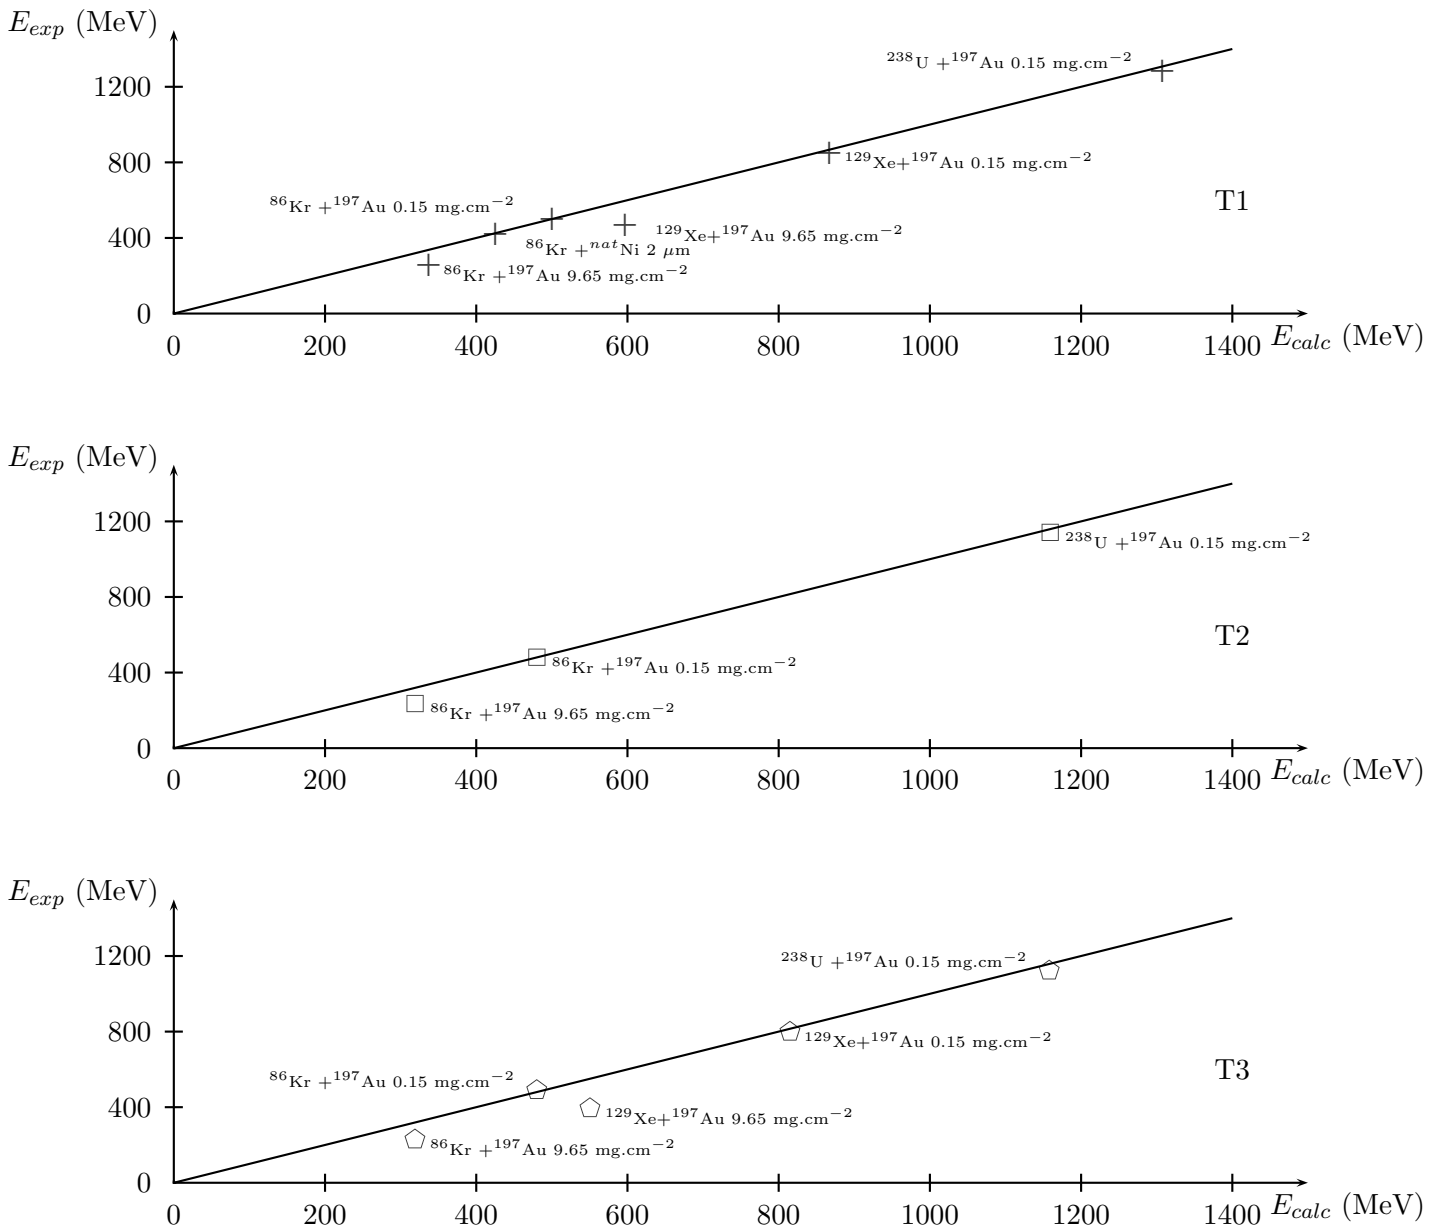 E_exp (MeV)
1200
800
400
0
²³⁸U +¹⁹⁷Au 0.15 mg.cm⁻²
¹²⁹Xe+¹⁹⁷Au 0.15 mg.cm⁻²
T1
⁸⁶Kr +¹⁹⁷Au 0.15 mg.cm⁻²
¹²⁹Xe+¹⁹⁷Au 9.65 mg.cm⁻²
⁸⁶Kr +ⁿᵃᵗNi 2 μm
⁸⁶Kr +¹⁹⁷Au 9.65 mg.cm⁻²
0 200 400 600 800 1000 1200 1400 E_calc (MeV)
E_exp (MeV)
1200
800
400
0
²³⁸U +¹⁹⁷Au 0.15 mg.cm⁻²
T2
⁸⁶Kr +¹⁹⁷Au 0.15 mg.cm⁻²
⁸⁶Kr +¹⁹⁷Au 9.65 mg.cm⁻²
0 200 400 600 800 1000 1200 1400 E_calc (MeV)
E_exp (MeV)
1200
800
400
0
²³⁸U +¹⁹⁷Au 0.15 mg.cm⁻²
¹²⁹Xe+¹⁹⁷Au 0.15 mg.cm⁻²
T3
⁸⁶Kr +¹⁹⁷Au 0.15 mg.cm⁻²
¹²⁹Xe+¹⁹⁷Au 9.65 mg.cm⁻²
⁸⁶Kr +¹⁹⁷Au 9.65 mg.cm⁻²
0 200 400 600 800 1000 1200 1400 E_calc (MeV)